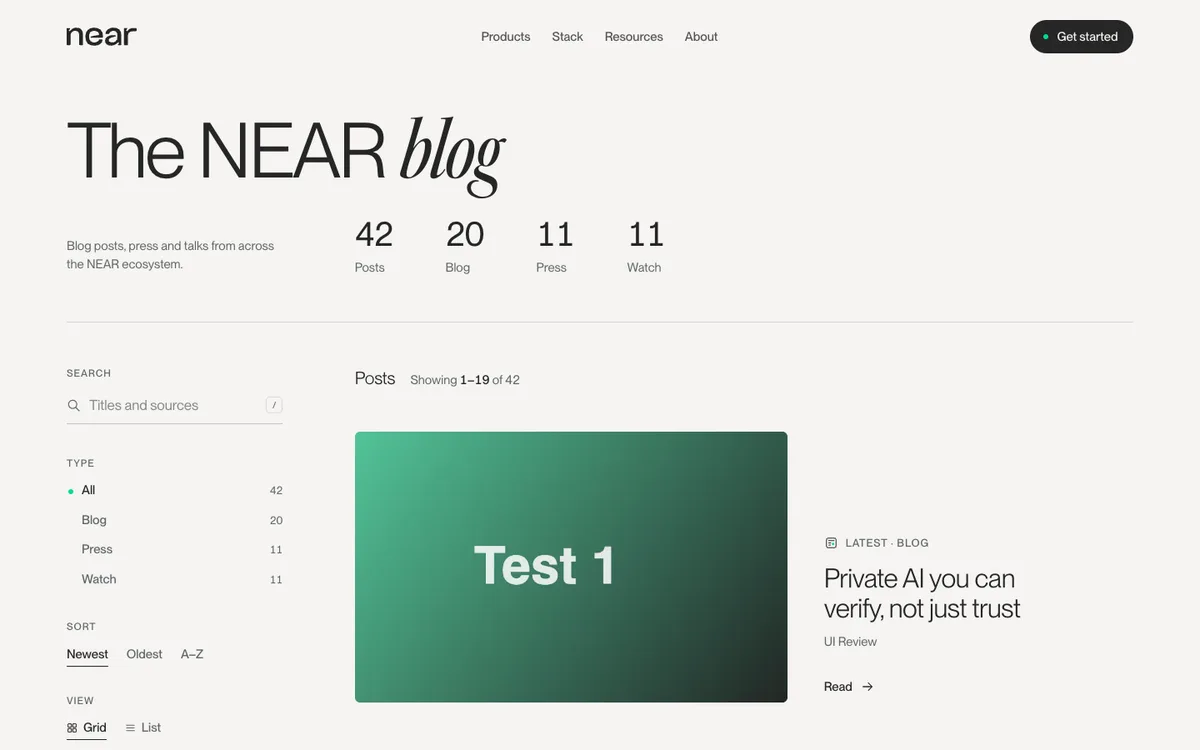 near
Products Stack Resources About
Get started
The NEAR blog
Blog posts, press and talks from across
the NEAR ecosystem.
42 20 11 11
Posts Blog Press Watch
SEARCH
Titles and sources /
TYPE
All 42
Blog 20
Press 11
Watch 11
SORT
Newest Oldest A–Z
VIEW
Grid List
Posts Showing 1–19 of 42
Test 1
LATEST · BLOG
Private AI you can
verify, not just trust
UI Review
Read →